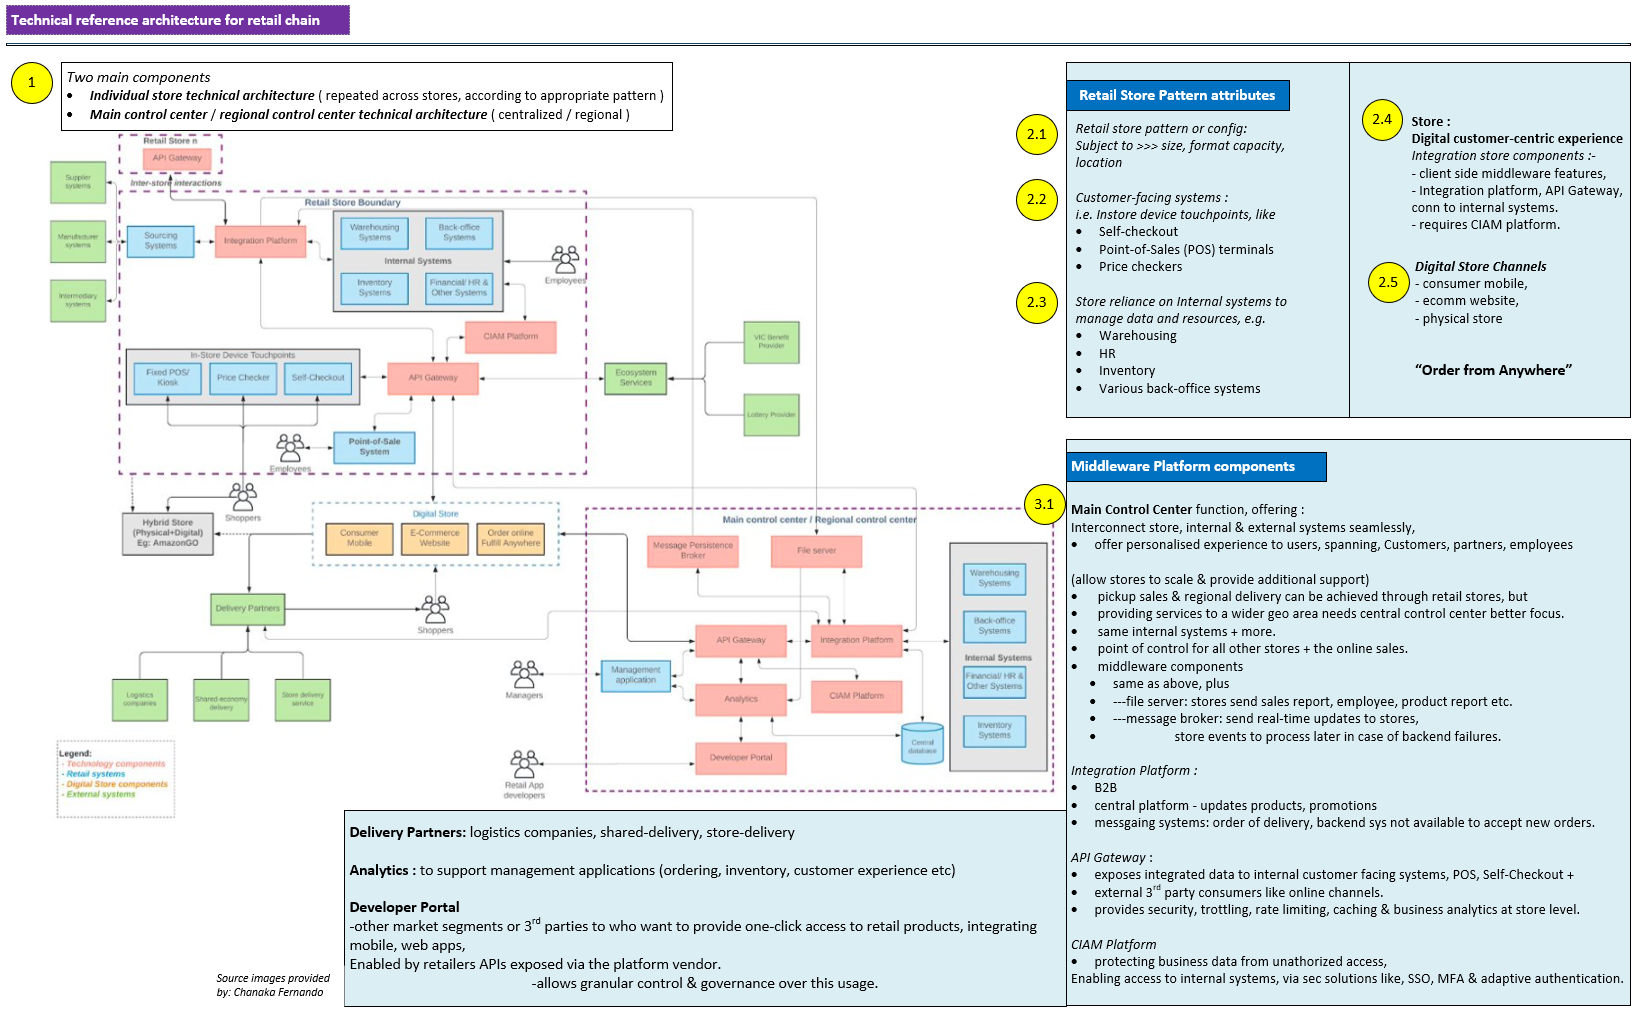 Technical reference architecture for retail chain
1
Two main components
• Individual store technical architecture ( repeated across stores, according to appropriate pattern )
• Main control center / regional control center technical architecture ( centralized / regional )
Retail Store n
API Gateway
Inter-store interactions
Supplier
systems
Manufacturer
systems
Intermediary
systems
Retail Store Boundary
Sourcing
Systems
Integration Platform
Warehousing
Systems
Back-office
Systems
Internal Systems
Inventory
Systems
Financial/ HR &
Other Systems
Employees
CIAM Platform
In-Store Device Touchpoints
Fixed POS/
Kiosk
Price Checker
Self-Checkout
API Gateway
Ecosystem
Services
VIC Benefit
Provider
Lottery Provider
Point-of-Sale
System
Employees
Shoppers
Hybrid Store
(Physical+Digital)
Eg: AmazonGO
Digital Store
Consumer
Mobile
E-Commerce
Website
Order online
Fulfill Anywhere
Delivery Partners
Shoppers
Logistics
companies
Shared-economy
delivery
Store delivery
service
Main control center / Regional control center
Message Persistence
Broker
File server
Warehousing
Systems
Back-office
Systems
Internal Systems
Financial/ HR &
Other Systems
Inventory
Systems
API Gateway
Integration Platform
Managers
Management
application
Analytics
CIAM Platform
Central
database
Developer Portal
Retail App
developers
Legend:
- Technology components
- Retail systems
- Digital Store components
- External systems
Retail Store Pattern attributes
2.1
Retail store pattern or config:
Subject to >>> size, format capacity,
location
2.2
Customer-facing systems :
i.e. Instore device touchpoints, like
• Self-checkout
• Point-of-Sales (POS) terminals
• Price checkers
2.3
Store reliance on Internal systems to
manage data and resources, e.g.
• Warehousing
• HR
• Inventory
• Various back-office systems
2.4
Store :
Digital customer-centric experience
Integration store components :-
- client side middleware features,
- Integration platform, API Gateway,
conn to internal systems.
- requires CIAM platform.
2.5
Digital Store Channels
- consumer mobile,
- ecomm website,
- physical store
“Order from Anywhere”
Middleware Platform components
3.1
Main Control Center function, offering :
Interconnect store, internal & external systems seamlessly,
• offer personalised experience to users, spanning, Customers, partners, employees
(allow stores to scale & provide additional support)
• pickup sales & regional delivery can be achieved through retail stores, but
• providing services to a wider geo area needs central control center better focus.
• same internal systems + more.
• point of control for all other stores + the online sales.
• middleware components
• same as above, plus
• ---file server: stores send sales report, employee, product report etc.
• ---message broker: send real-time updates to stores,
• store events to process later in case of backend failures.
Integration Platform :
• B2B
• central platform - updates products, promotions
• messgaing systems: order of delivery, backend sys not available to accept new orders.
API Gateway :
• exposes integrated data to internal customer facing systems, POS, Self-Checkout +
• external 3rd party consumers like online channels.
• provides security, trottling, rate limiting, caching & business analytics at store level.
CIAM Platform
• protecting business data from unathorized access,
Enabling access to internal systems, via sec solutions like, SSO, MFA & adaptive authentication.
Delivery Partners: logistics companies, shared-delivery, store-delivery
Analytics : to support management applications (ordering, inventory, customer experience etc)
Developer Portal
-other market segments or 3rd parties to who want to provide one-click access to retail products, integrating
mobile, web apps,
Enabled by retailers APIs exposed via the platform vendor.
-allows granular control & governance over this usage.
Source images provided
by: Chanaka Fernando